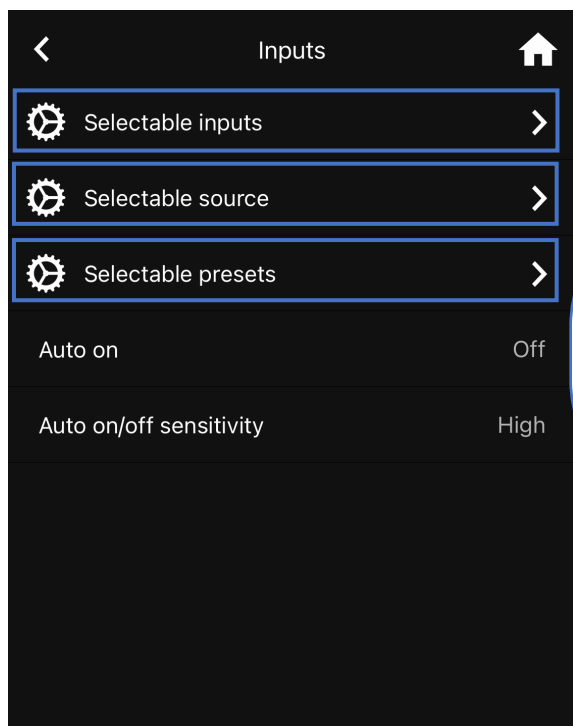 Inputs
Selectable inputs
Selectable source
Selectable presets
Auto on Off
Auto on/off sensitivity High